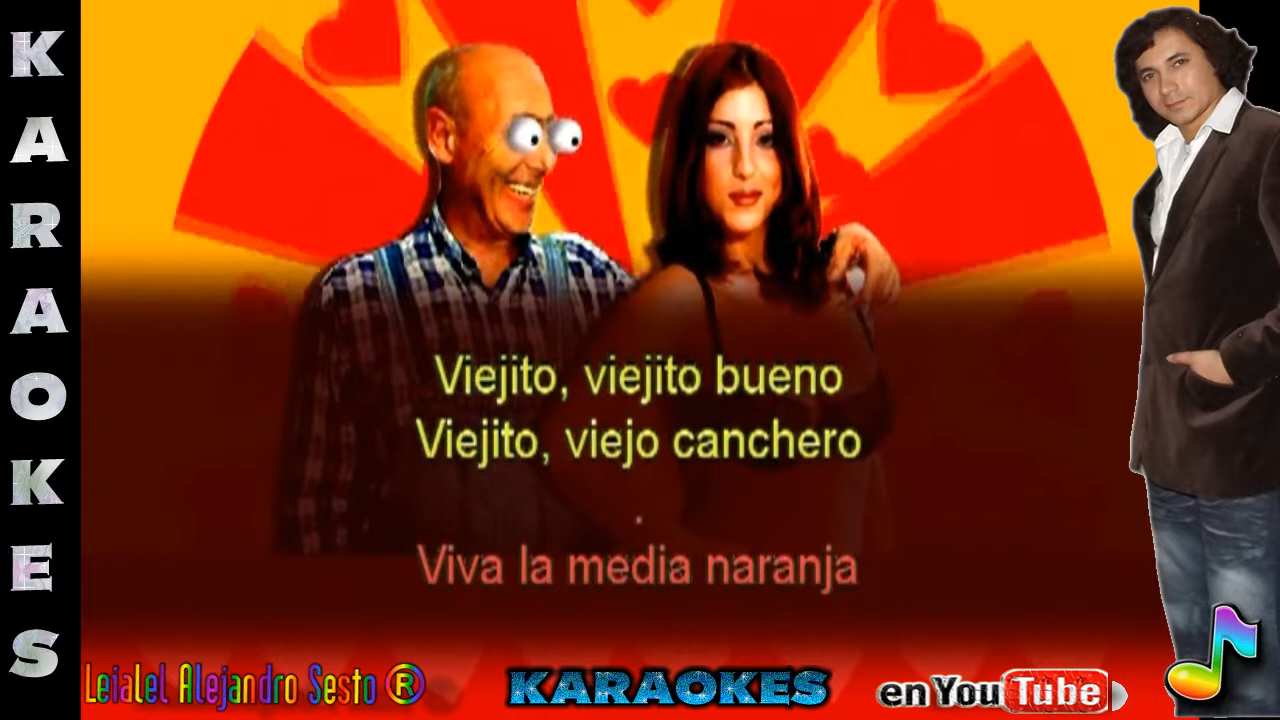 KARAOKES
Viejito, viejito bueno
Viejito, viejo canchero
.
Viva la media naranja
Leialel Alejandro Sesto ®
KARAOKES
en YouTube